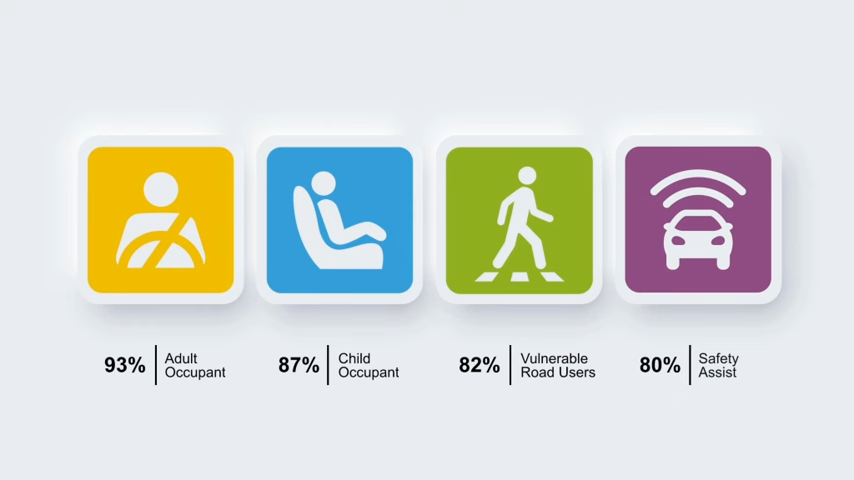 93%
Adult
Occupant
87%
Child
Occupant
82%
Vulnerable
Road Users
80%
Safety
Assist